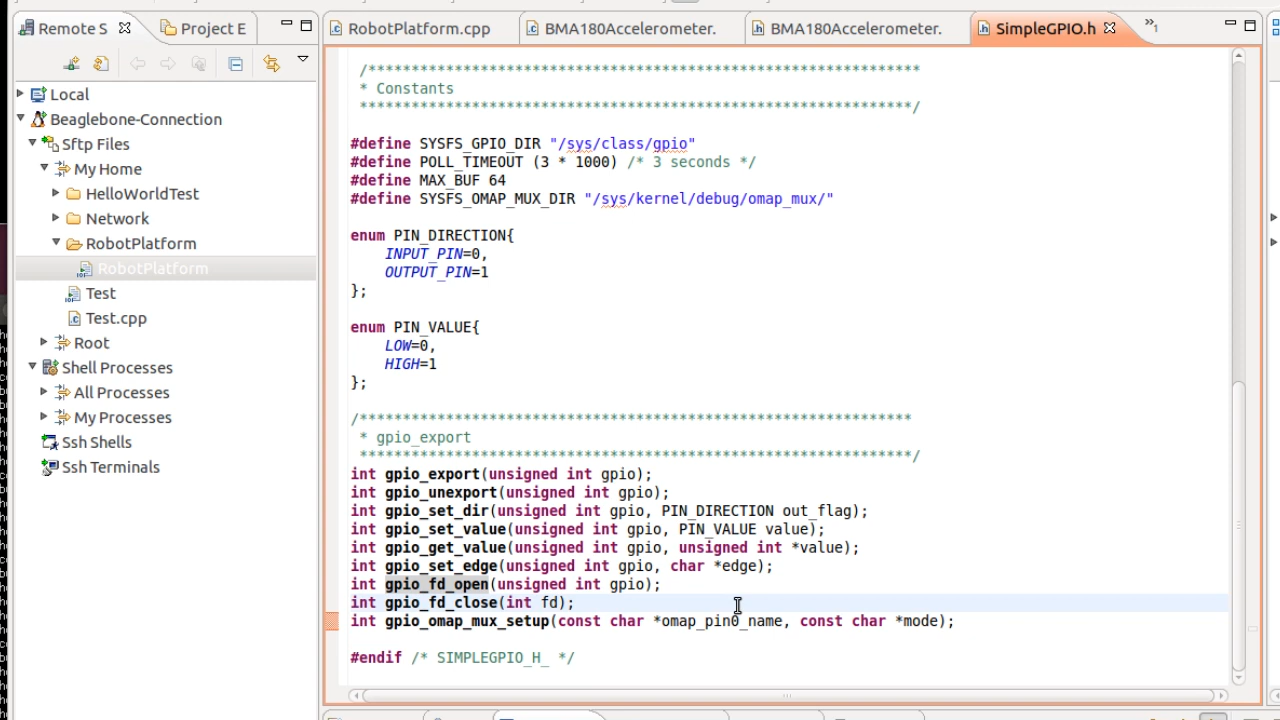 Remote S
Project E
RobotPlatform.cpp
BMA180Accelerometer.
BMA180Accelerometer.
SimpleGPIO.h
»1
Local
Beaglebone-Connection
Sftp Files
My Home
HelloWorldTest
Network
RobotPlatform
RobotPlatform
Test
Test.cpp
Root
Shell Processes
All Processes
My Processes
Ssh Shells
Ssh Terminals
/****************************************************************
* Constants
****************************************************************/
#define SYSFS_GPIO_DIR "/sys/class/gpio"
#define POLL_TIMEOUT (3 * 1000) /* 3 seconds */
#define MAX_BUF 64
#define SYSFS_OMAP_MUX_DIR "/sys/kernel/debug/omap_mux/"
enum PIN_DIRECTION{
INPUT_PIN=0,
OUTPUT_PIN=1
};
enum PIN_VALUE{
LOW=0,
HIGH=1
};
/****************************************************************
* gpio_export
****************************************************************/
int gpio_export(unsigned int gpio);
int gpio_unexport(unsigned int gpio);
int gpio_set_dir(unsigned int gpio, PIN_DIRECTION out_flag);
int gpio_set_value(unsigned int gpio, PIN_VALUE value);
int gpio_get_value(unsigned int gpio, unsigned int *value);
int gpio_set_edge(unsigned int gpio, char *edge);
int gpio_fd_open(unsigned int gpio);
int gpio_fd_close(int fd);
int gpio_omap_mux_setup(const char *omap_pin0_name, const char *mode);
#endif /* SIMPLEGPIO_H_ */